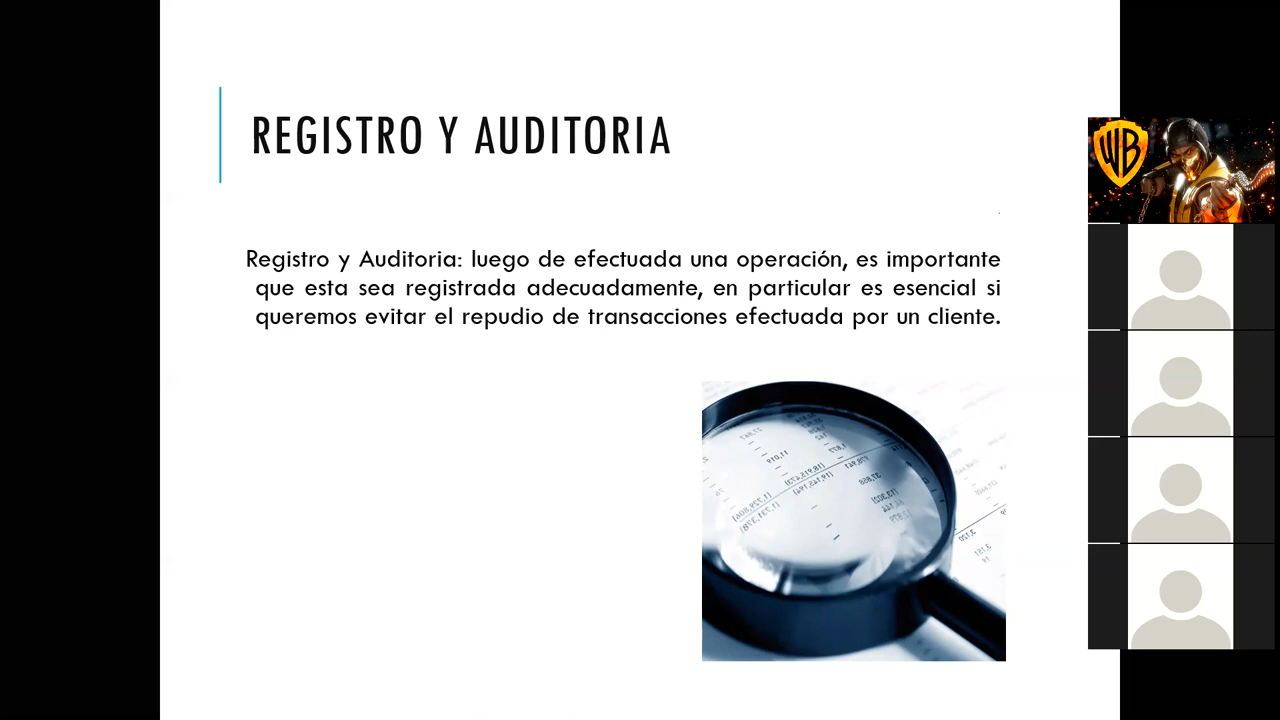 REGISTRO Y AUDITORIA
Registro y Auditoria: luego de efectuada una operación, es importante
que esta sea registrada adecuadamente, en particular es esencial si
queremos evitar el repudio de transacciones efectuada por un cliente.
WB